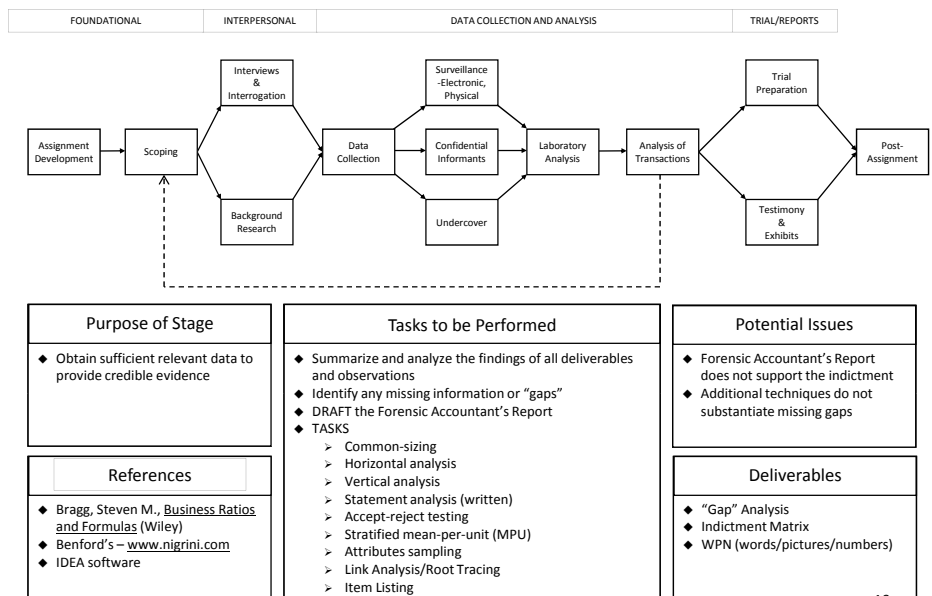 FOUNDATIONAL
INTERPERSONAL
DATA COLLECTION AND ANALYSIS
TRIAL/REPORTS
Interviews
&
Interrogation
Surveillance
-Electronic,
Physical
Trial
Preparation
Assignment
Development
Scoping
Data
Collection
Confidential
Informants
Laboratory
Analysis
Analysis of
Transactions
Post-
Assignment
Background
Research
Undercover
Testimony
&
Exhibits
Purpose of Stage
◆ Obtain sufficient relevant data to
provide credible evidence
References
◆ Bragg, Steven M., Business Ratios
and Formulas (Wiley)
◆ Benford’s – www.nigrini.com
◆ IDEA software
Tasks to be Performed
◆ Summarize and analyze the findings of all deliverables
and observations
◆ Identify any missing information or “gaps”
◆ DRAFT the Forensic Accountant’s Report
◆ TASKS
➢ Common-sizing
➢ Horizontal analysis
➢ Vertical analysis
➢ Statement analysis (written)
➢ Accept-reject testing
➢ Stratified mean-per-unit (MPU)
➢ Attributes sampling
➢ Link Analysis/Root Tracing
➢ Item Listing
Potential Issues
◆ Forensic Accountant’s Report
does not support the indictment
◆ Additional techniques do not
substantiate missing gaps
Deliverables
◆ “Gap” Analysis
◆ Indictment Matrix
◆ WPN (words/pictures/numbers)